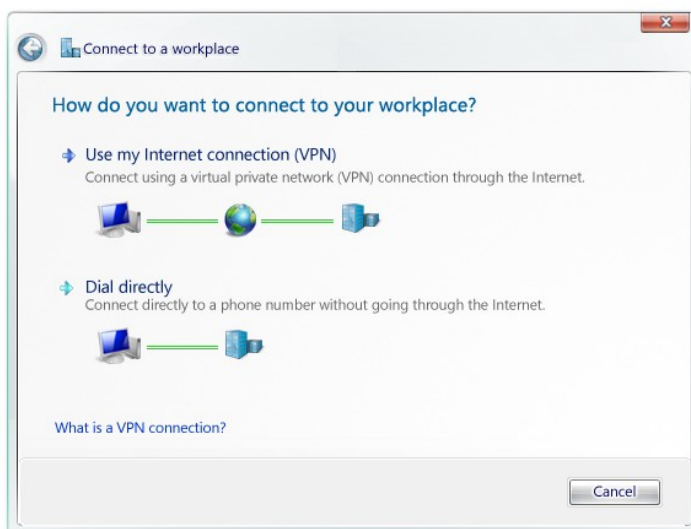 Connect to a workplace
How do you want to connect to your workplace?
Use my Internet connection (VPN)
Connect using a virtual private network (VPN) connection through the Internet.
Dial directly
Connect directly to a phone number without going through the Internet.
What is a VPN connection?
Cancel